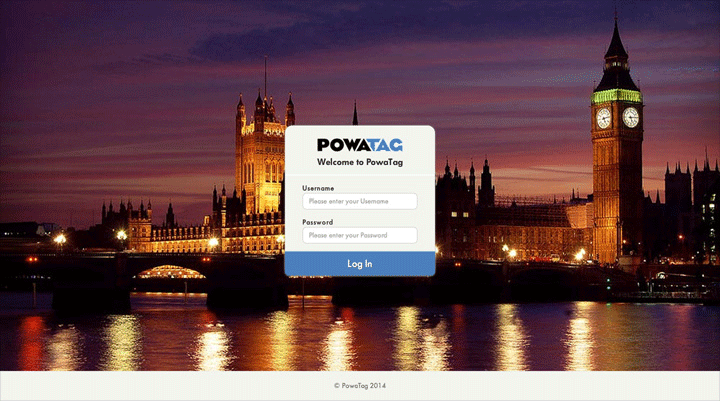 POWATAG
Welcome to PowaTag
Username
Please enter your Username
Password
Please enter your Password
Log In
© PowaTag 2014